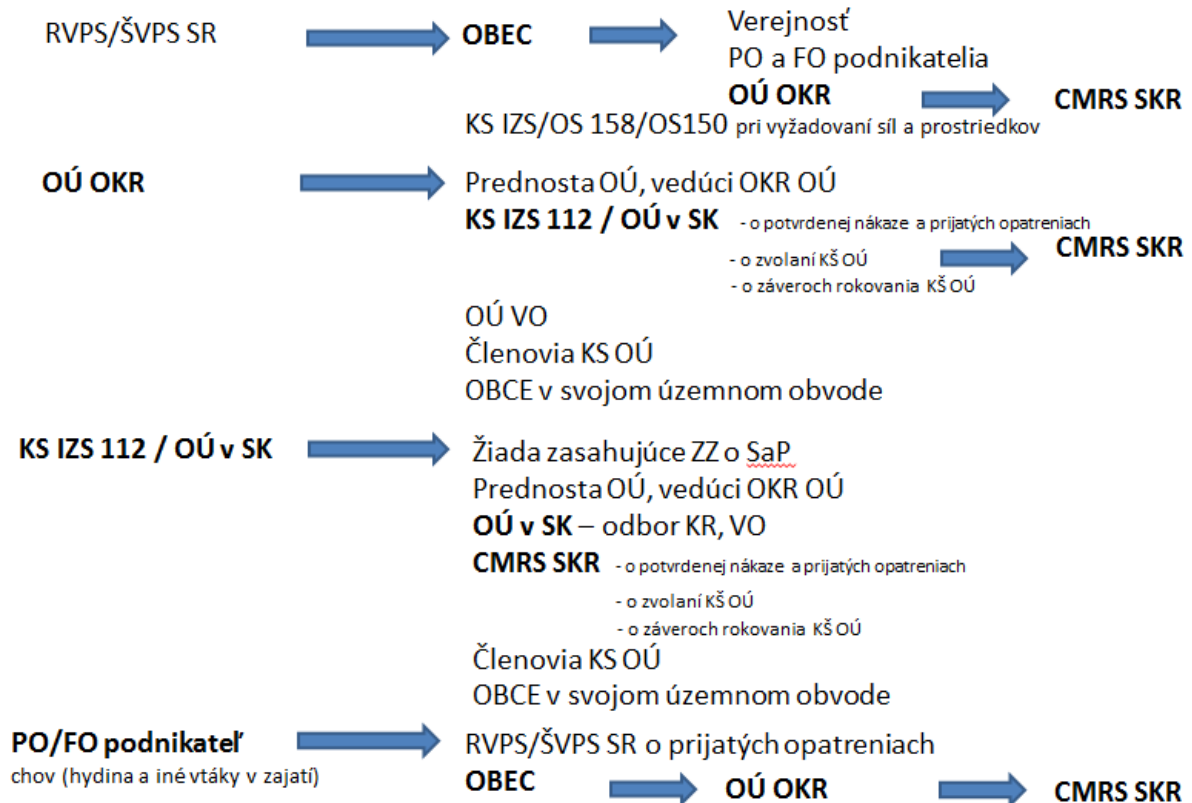 RVPS/ŠVPS SR OBEC Verejnosť
PO a FO podnikatelia
OÚ OKR CMRS SKR
KS IZS/OS 158/OS150 pri vyžadovaní síl a prostriedkov
OÚ OKR Prednosta OÚ, vedúci OKR OÚ
KS IZS 112 / OÚ v SK - o potvrdenej nákaze a prijatých opatreniach
- o zvolaní KŠ OÚ CMRS SKR
- o záveroch rokovania KŠ OÚ
OÚ VO
Členovia KS OÚ
OBCE v svojom územnom obvode
KS IZS 112 / OÚ v SK Žiada zasahujúce ZZ o SaP
Prednosta OÚ, vedúci OKR OÚ
OÚ v SK – odbor KR, VO
CMRS SKR - o potvrdenej nákaze a prijatých opatreniach
- o zvolaní KŠ OÚ
- o záveroch rokovania KŠ OÚ
Členovia KS OÚ
OBCE v svojom územnom obvode
PO/FO podnikateľ RVPS/ŠVPS SR o prijatých opatreniach
chov (hydina a iné vtáky v zajatí)
OBEC OÚ OKR CMRS SKR